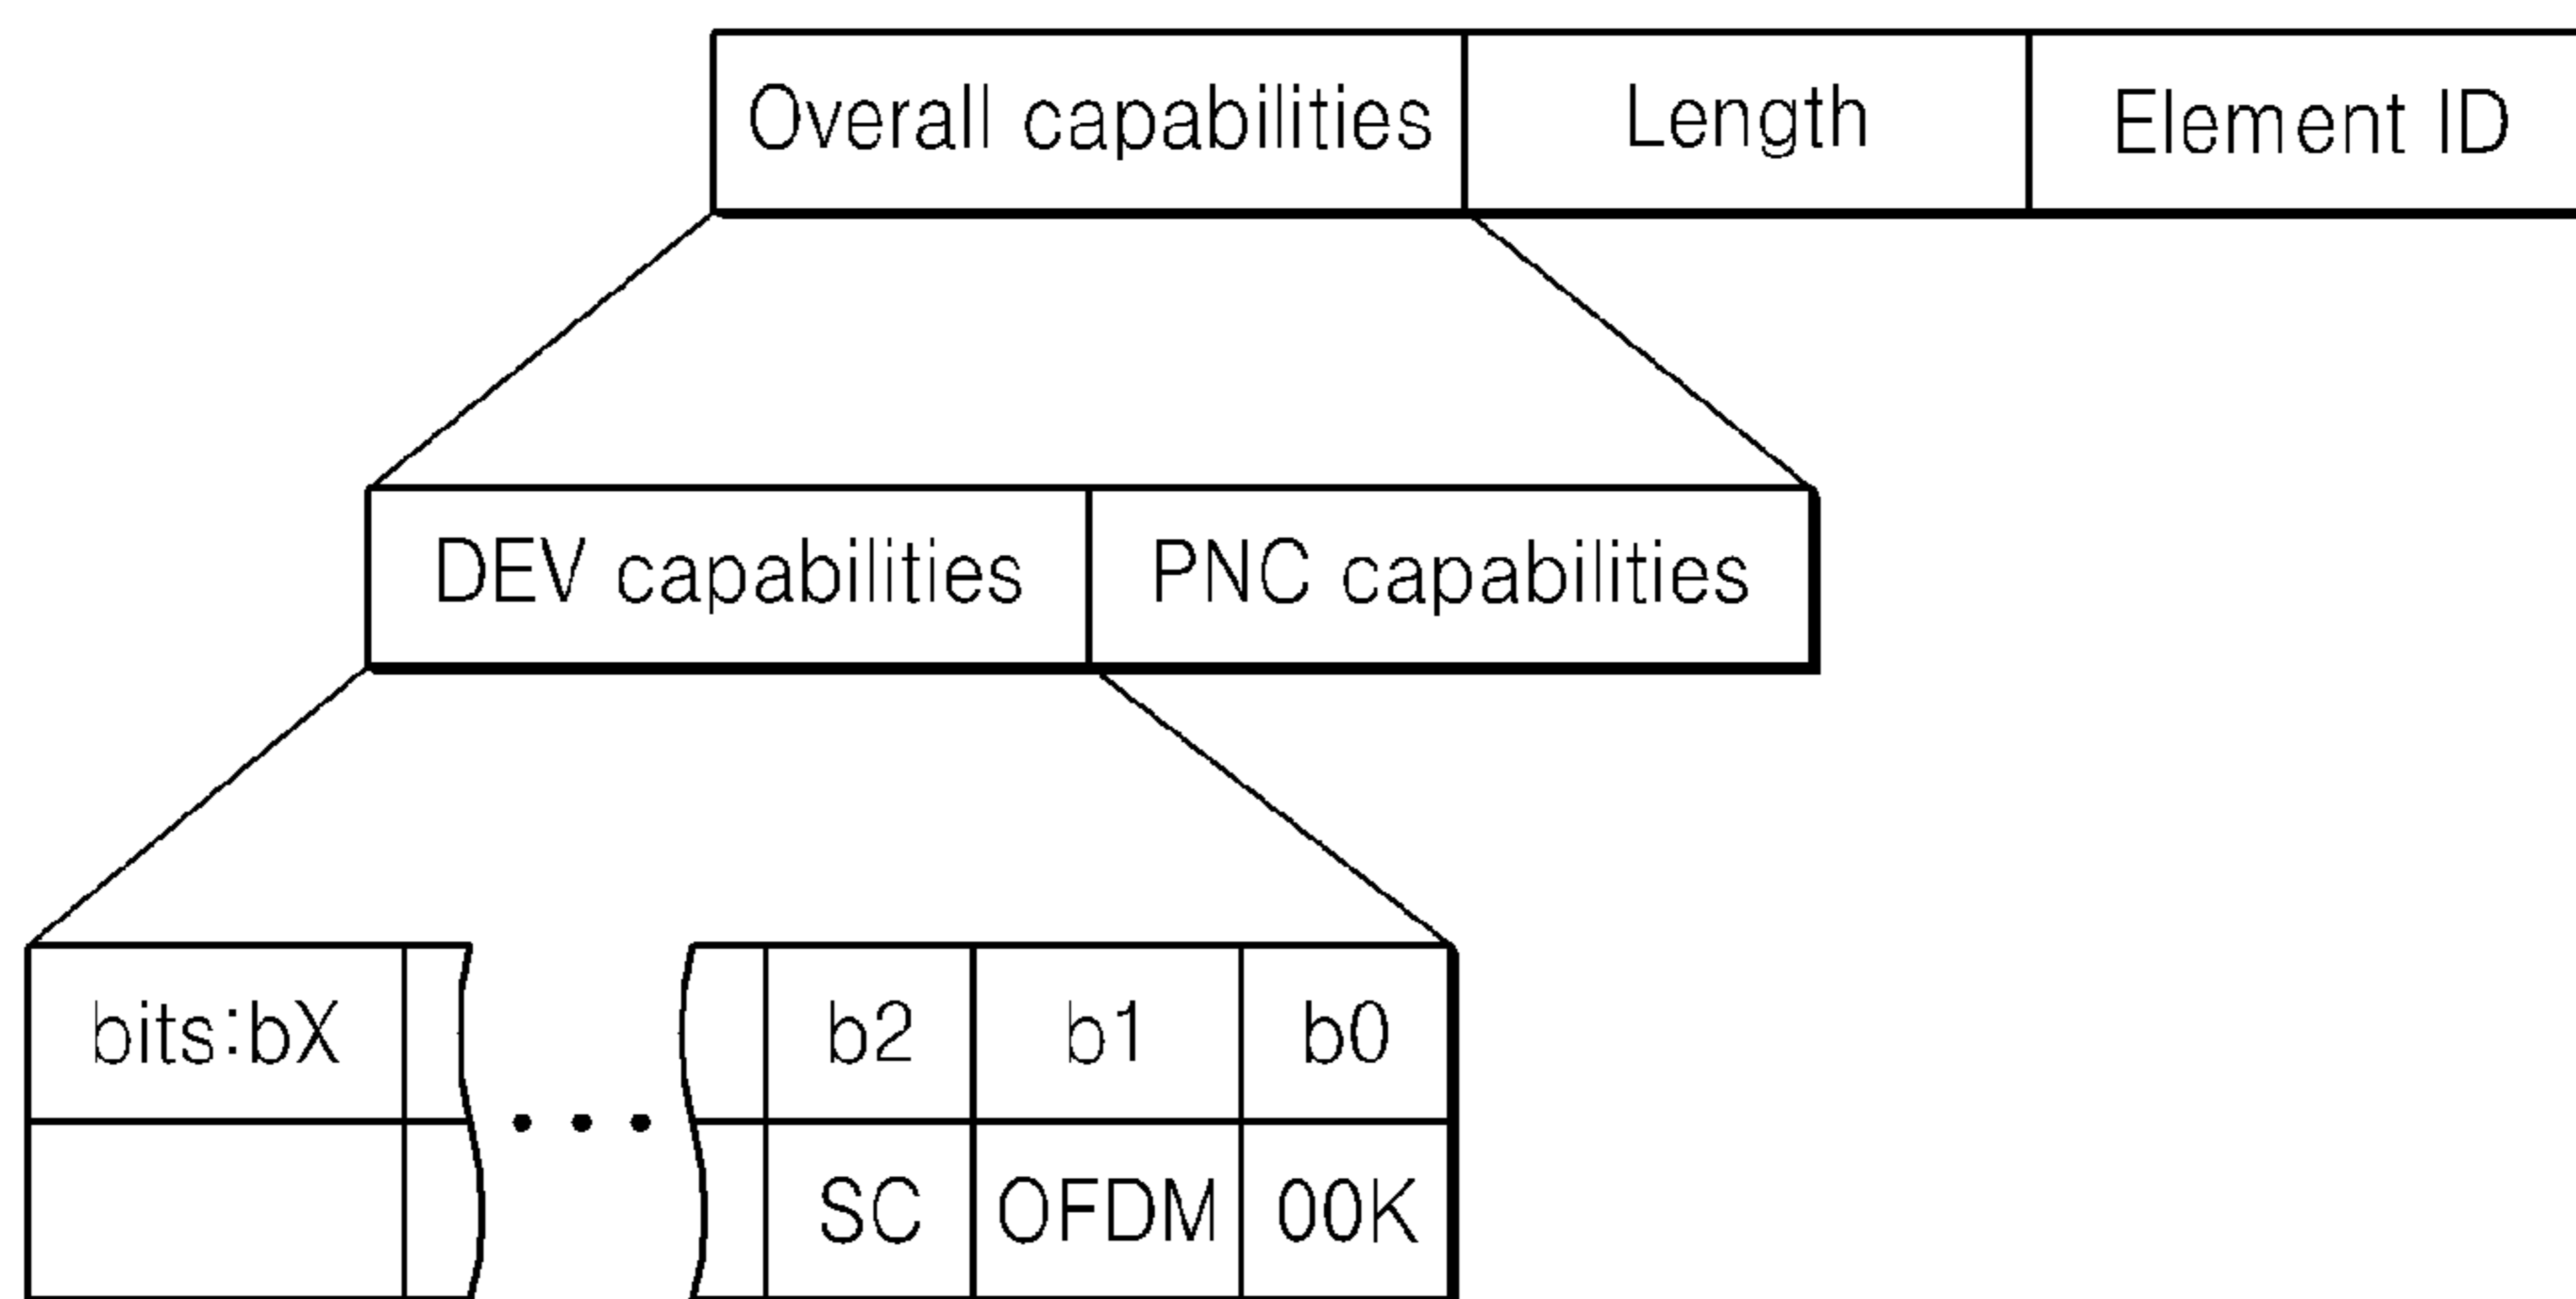 Overall capabilities Length Element ID
DEV capabilities PNC capabilities
bits:bX b2 b1 b0
SC OFDM 00K